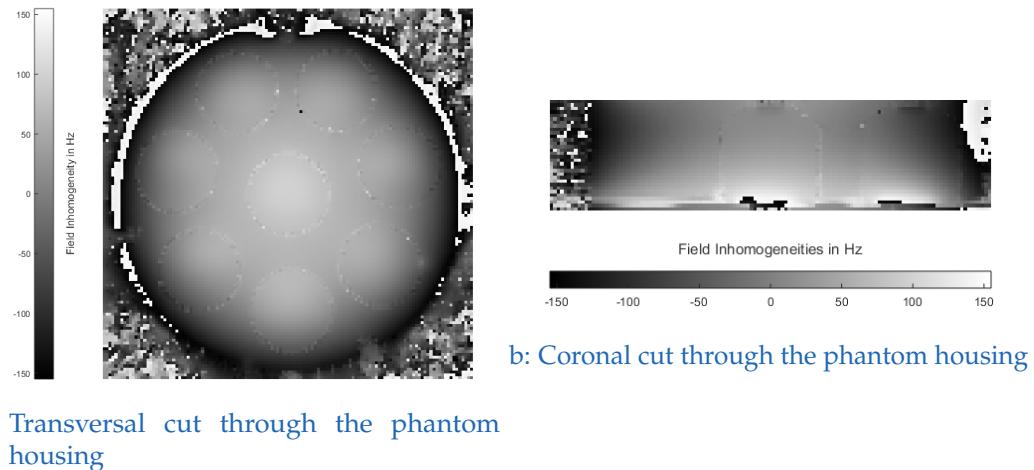 150
100
50
0
-50
-100
-150
Field Inhomogeneity in Hz
Transversal cut through the phantom
housing
Field Inhomogeneities in Hz
-150 -100 -50 0 50 100 150
b: Coronal cut through the phantom housing